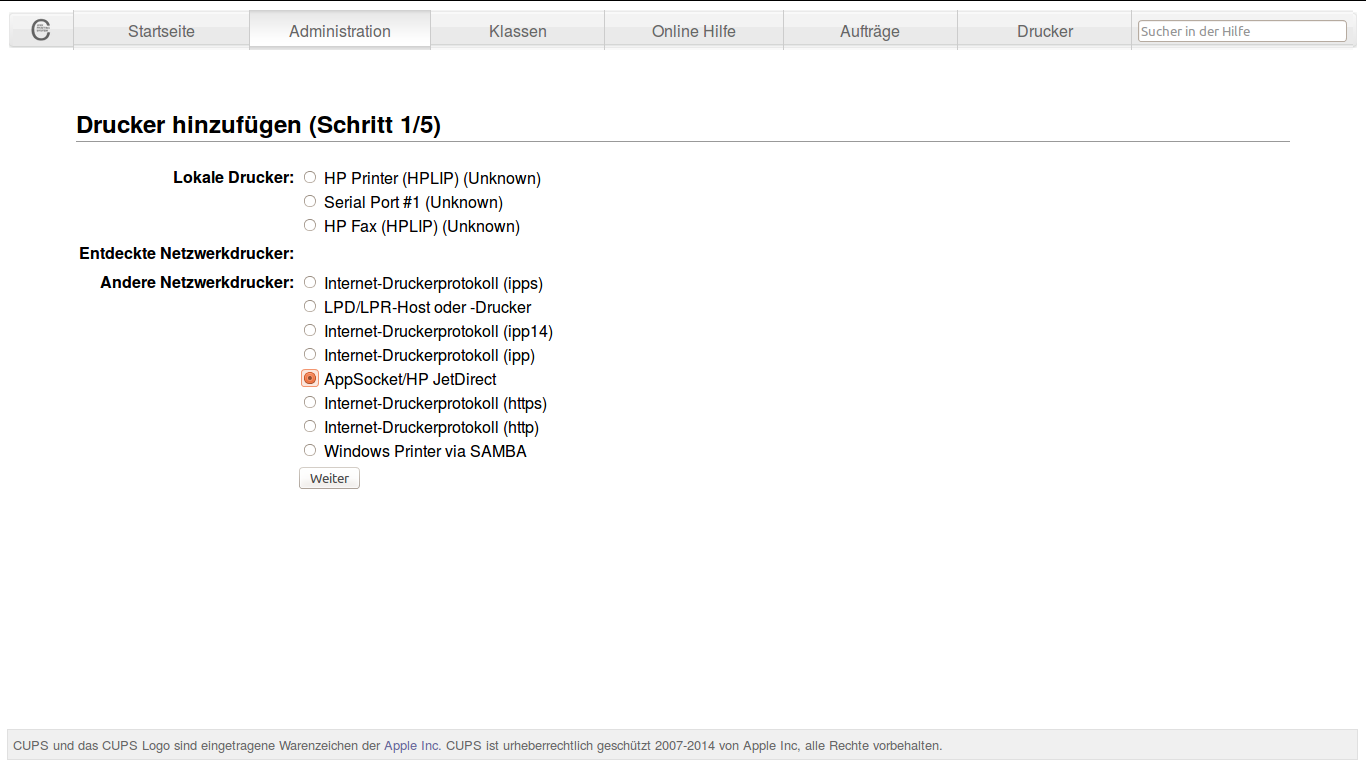 Startseite
Administration
Klassen
Online Hilfe
Aufträge
Drucker
Sucher in der Hilfe
Drucker hinzufügen (Schritt 1/5)
Lokale Drucker:
HP Printer (HPLIP) (Unknown)
Serial Port #1 (Unknown)
HP Fax (HPLIP) (Unknown)
Entdeckte Netzwerkdrucker:
Andere Netzwerkdrucker:
Internet-Druckerprotokoll (ipps)
LPD/LPR-Host oder -Drucker
Internet-Druckerprotokoll (ipp14)
Internet-Druckerprotokoll (ipp)
AppSocket/HP JetDirect
Internet-Druckerprotokoll (https)
Internet-Druckerprotokoll (http)
Windows Printer via SAMBA
Weiter
CUPS und das CUPS Logo sind eingetragene Warenzeichen der Apple Inc. CUPS ist urheberrechtlich geschützt 2007-2014 von Apple Inc, alle Rechte vorbehalten.